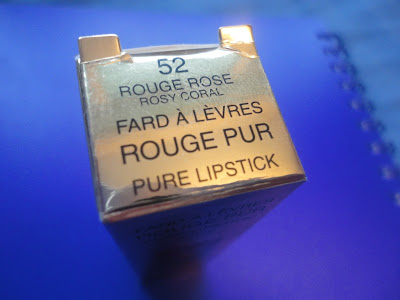 52
ROUGE ROSE
ROSY CORAL
FARD À LÈVRES
ROUGE PUR
PURE LIPSTICK